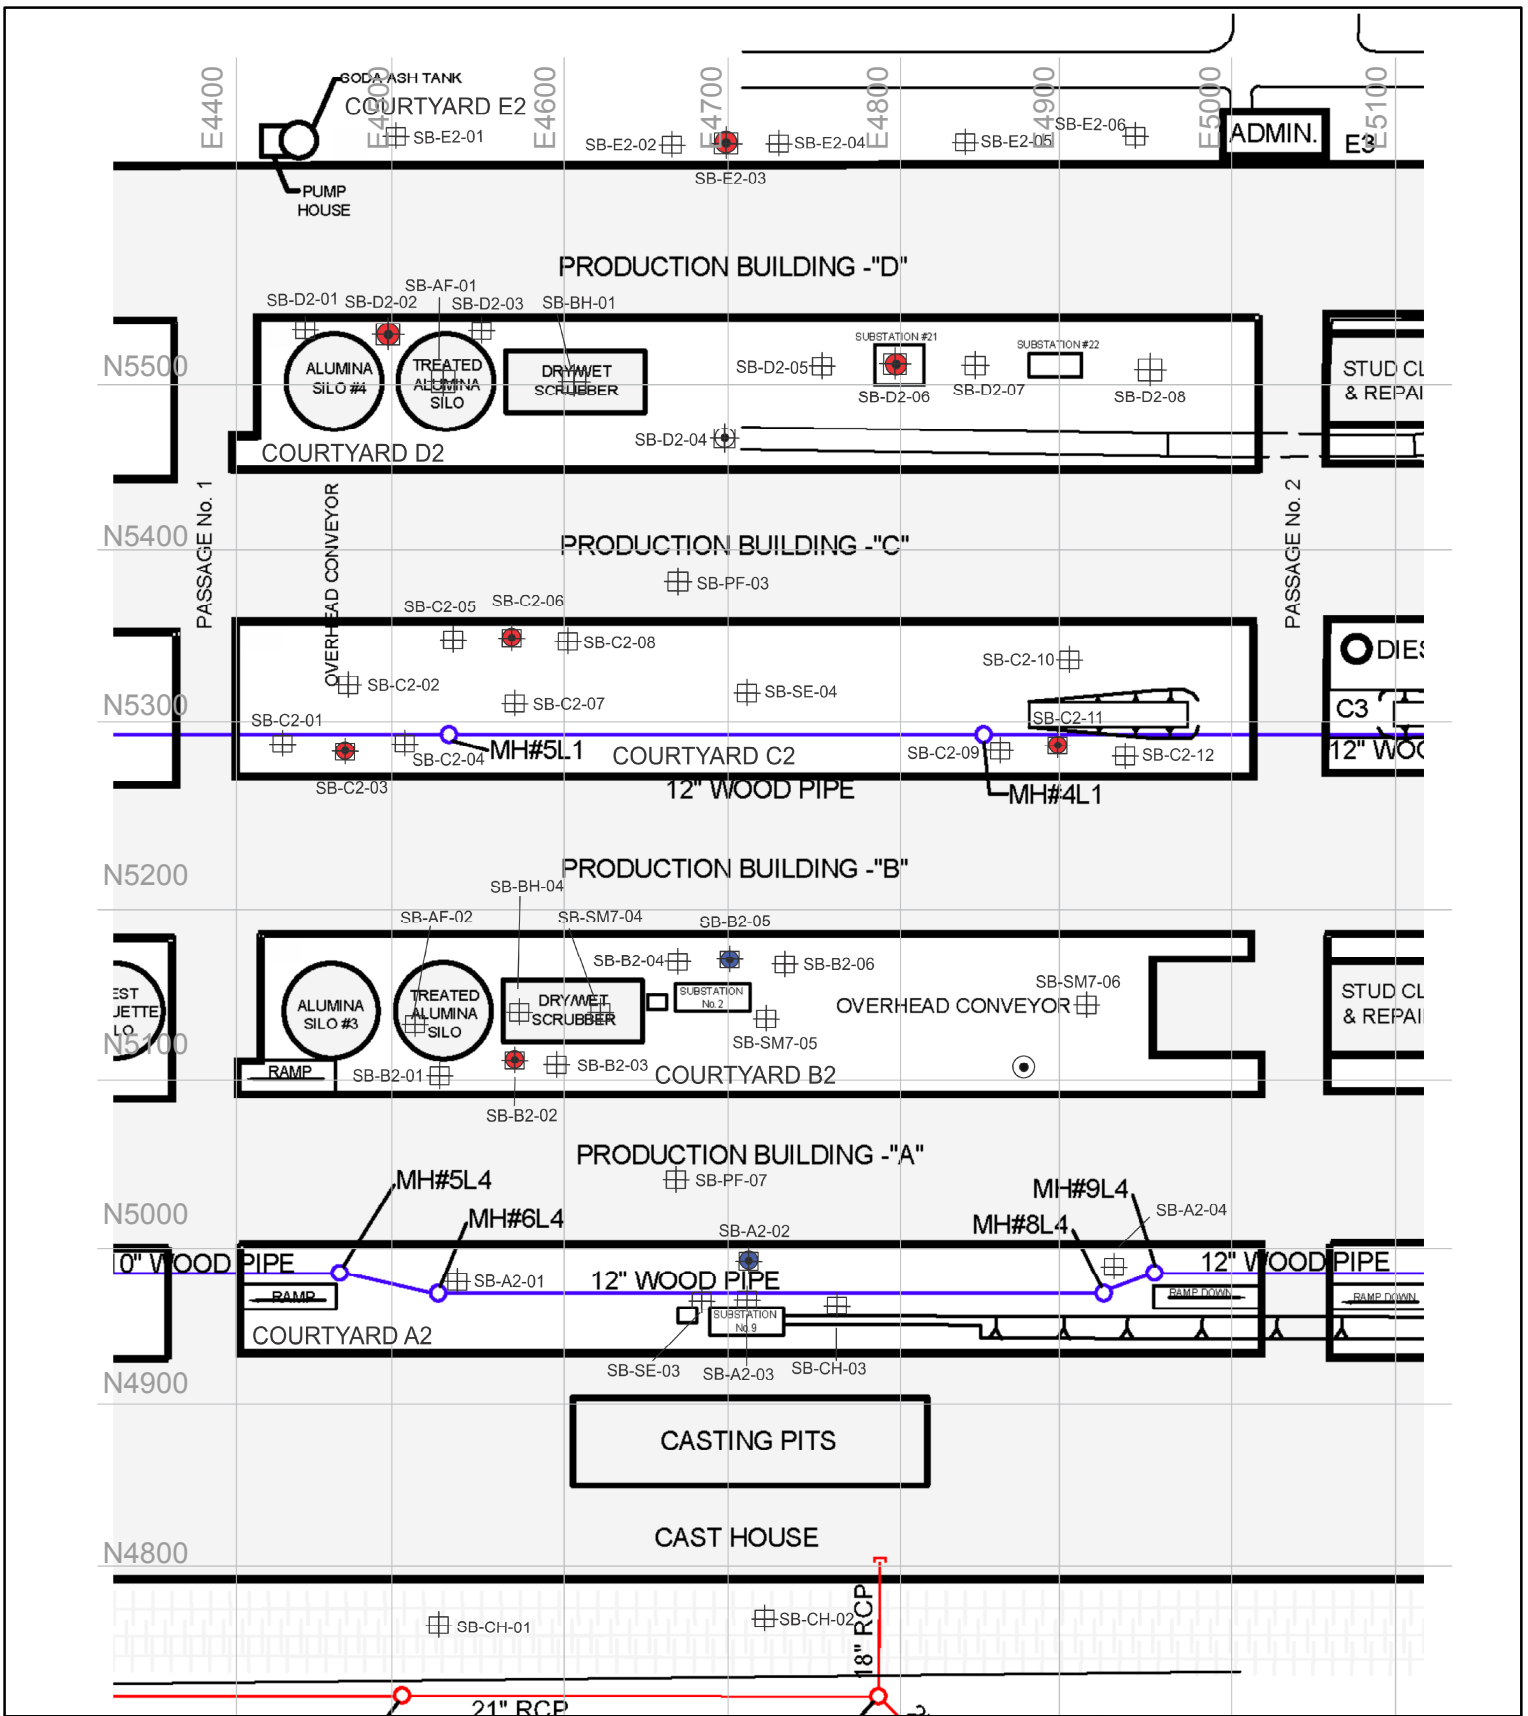 SODA ASH TANK
COURTYARD E2
E4400
E4500
E4600
E4700
E4800
E4900
E5000
E5100
SB-E2-01
SB-E2-02
SB-E2-03
SB-E2-04
SB-E2-05
SB-E2-06
ADMIN.
E3
PUMP
HOUSE
PRODUCTION BUILDING -"D"
SB-D2-01
SB-D2-02
SB-AF-01
SB-D2-03
SB-BH-01
ALUMINA
SILO #4
TREATED
ALUMINA
SILO
DRY/WET
SCRUBBER
SUBSTATION #21
SUBSTATION #22
SB-D2-05
SB-D2-06
SB-D2-07
SB-D2-08
STUD CL
& REPAI
N5500
SB-D2-04
COURTYARD D2
PASSAGE No. 1
OVERHEAD CONVEYOR
PASSAGE No. 2
N5400
PRODUCTION BUILDING -"C"
SB-PF-03
SB-C2-05
SB-C2-06
SB-C2-08
SB-C2-10
DIES
SB-C2-02
SB-SE-04
SB-C2-07
N5300
SB-C2-01
SB-C2-11
C3
SB-C2-04
MH#5L1
COURTYARD C2
SB-C2-09
SB-C2-12
12" WOO
SB-C2-03
12" WOOD PIPE
MH#4L1
N5200
PRODUCTION BUILDING -"B"
SB-BH-04
SB-AF-02
SB-SM7-04
SB-B2-05
SB-B2-04
SB-B2-06
SB-SM7-06
EST
UETTE
LO
ALUMINA
SILO #3
TREATED
ALUMINA
SILO
DRY/WET
SCRUBBER
SUBSTATION
No.2
OVERHEAD CONVEYOR
STUD CL
& REPAI
SB-SM7-05
N5100
RAMP
SB-B2-01
SB-B2-03
COURTYARD B2
SB-B2-02
PRODUCTION BUILDING -"A"
MH#5L4
SB-PF-07
MH#9L4
N5000
MH#6L4
SB-A2-02
MH#8L4
SB-A2-04
0" WOOD PIPE
12" WOOD PIPE
SB-A2-01
12" WOOD PIPE
RAMP
RAMP DOWN
RAMP DOWN
COURTYARD A2
SUBSTATION
No.9
SB-SE-03
SB-A2-03
SB-CH-03
N4900
CASTING PITS
CAST HOUSE
N4800
18" RCP
SB-CH-01
SB-CH-02
21" RCP